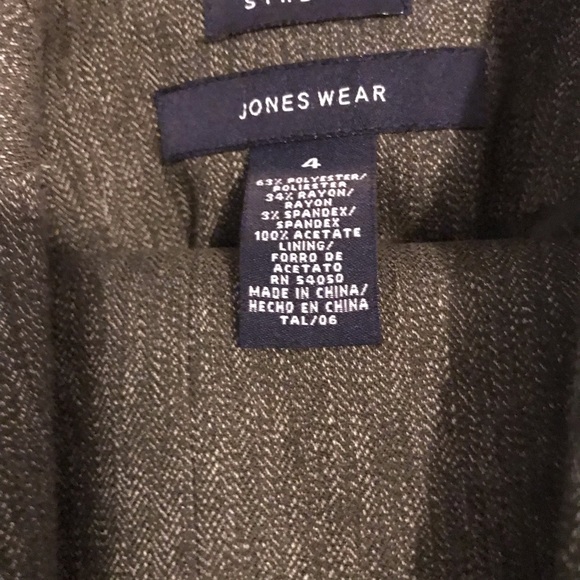 JONES WEAR
4
63% POLYESTER/
POLIESTER
34% RAYON/
RAYON
3% SPANDEX/
SPANDEX
100% ACETATE
LINING/
FORRO DE
ACETATO
RN 54050
MADE IN CHINA/
HECHO EN CHINA
TAL/06